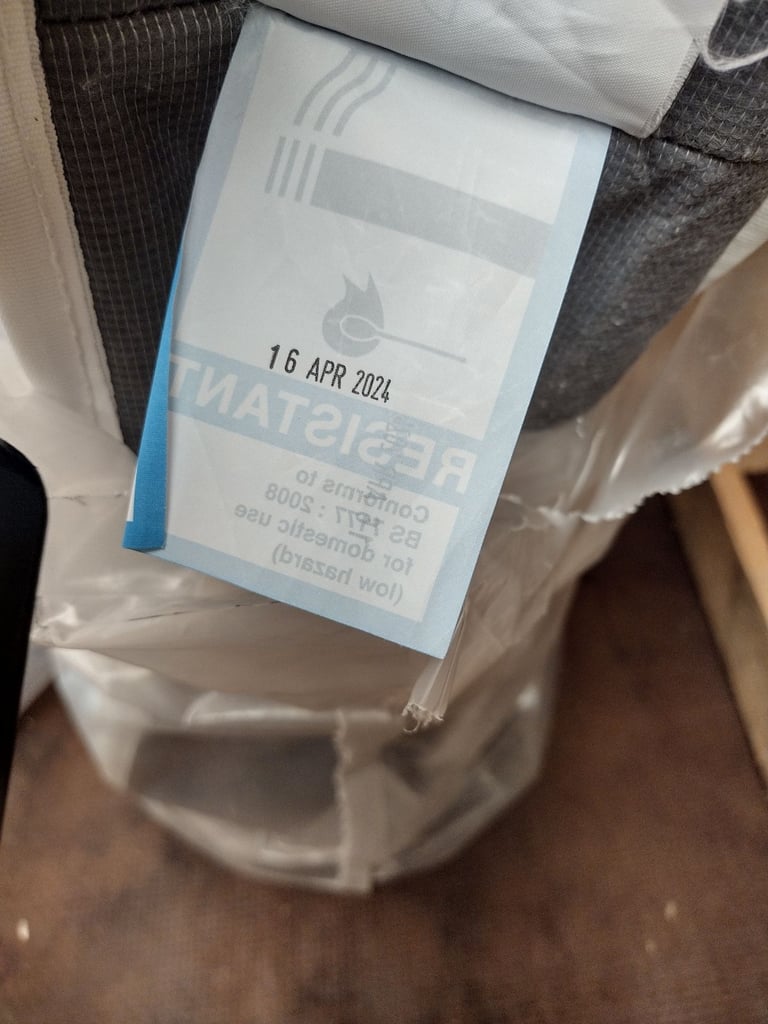 16 APR 2024
RESISTANT
Conforms to
BS 7177 : 2008
for domestic use
(low hazard)